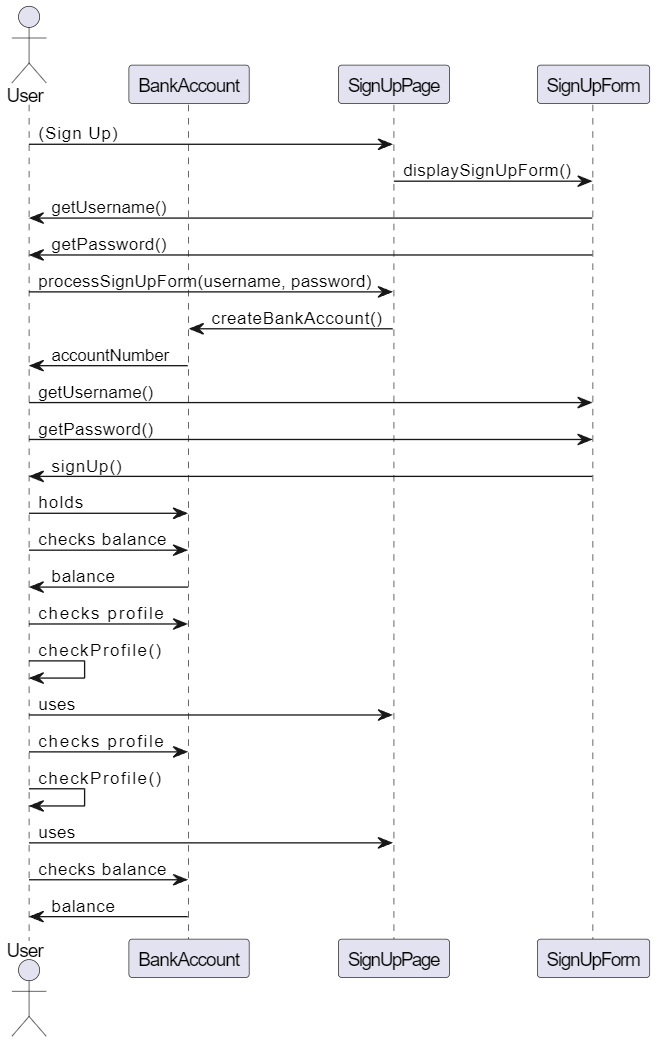 User
BankAccount
SignUpPage
SignUpForm
(Sign Up)
displaySignUpForm()
getUsername()
getPassword()
processSignUpForm(username, password)
createBankAccount()
accountNumber
getUsername()
getPassword()
signUp()
holds
checks balance
balance
checks profile
checkProfile()
uses
checks profile
checkProfile()
uses
checks balance
balance
User
BankAccount
SignUpPage
SignUpForm